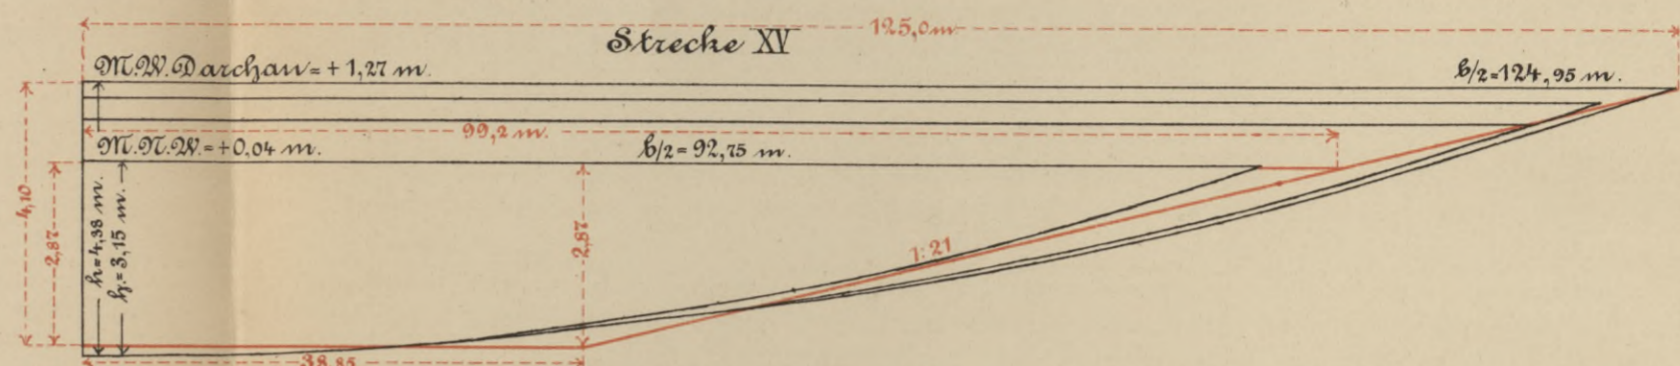 125,0 m.
Strecke XV
M.W. Darchau = + 1,27 m.
b/2 = 124,95 m.
99,2 m.
M.N.W. = +0,04 m.
b/2 = 92,75 m.
4,10
2,87
h = 4,38 m.
h = 3,15 m.
2,87
1:21
38,85